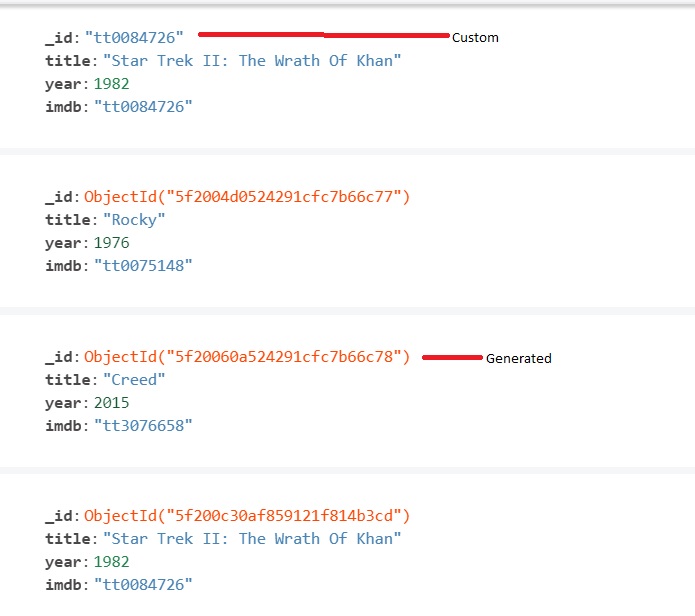 _id: "tt0084726" Custom
title: "Star Trek II: The Wrath Of Khan"
year: 1982
imdb: "tt0084726"
_id: ObjectId("5f2004d0524291cfc7b66c77")
title: "Rocky"
year: 1976
imdb: "tt0075148"
_id: ObjectId("5f20060a524291cfc7b66c78") Generated
title: "Creed"
year: 2015
imdb: "tt3076658"
_id: ObjectId("5f200c30af859121f814b3cd")
title: "Star Trek II: The Wrath Of Khan"
year: 1982
imdb: "tt0084726"